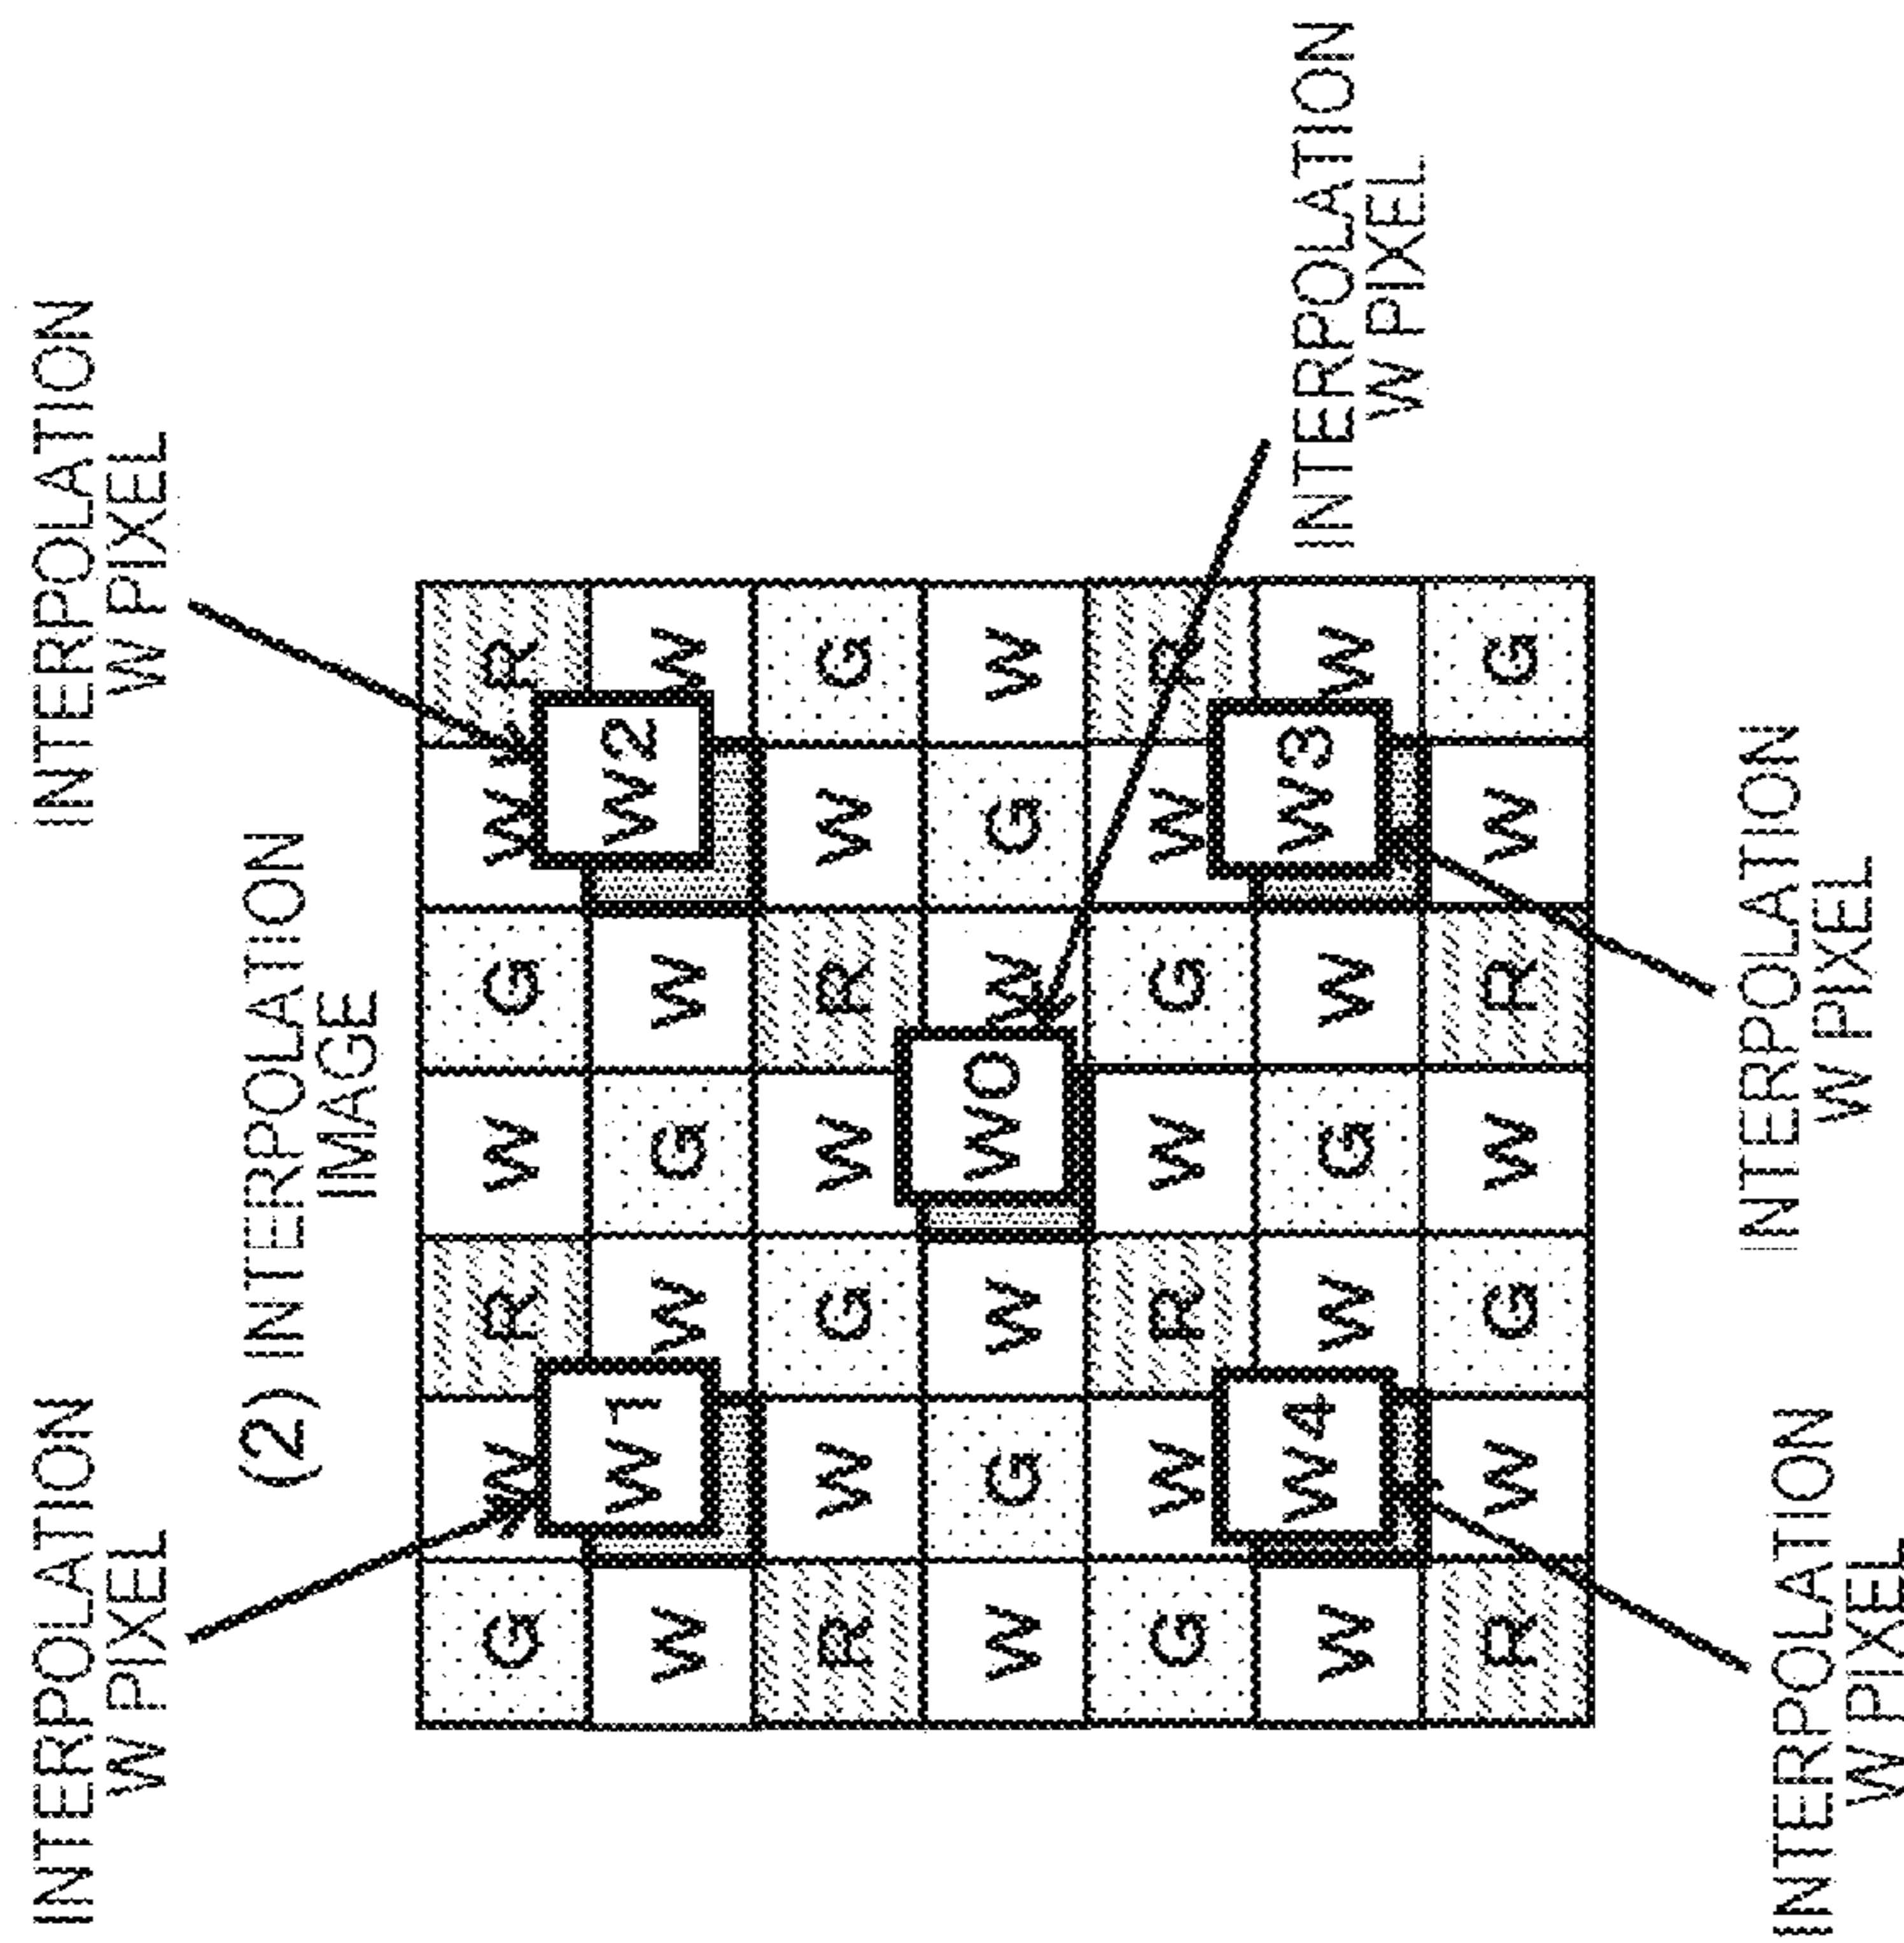 INTERPOLATION
W PIXEL
INTERPOLATION
W PIXEL
(2) INTERPOLATION
IMAGE
G W R W G W R
W W1 W G W W2 W
R W G W R W G
W G W W0 W G W
G W R W G W R
W W4 W G W W3 W
R W G W R W G
INTERPOLATION
W PIXEL
INTERPOLATION
W PIXEL
INTERPOLATION
W PIXEL